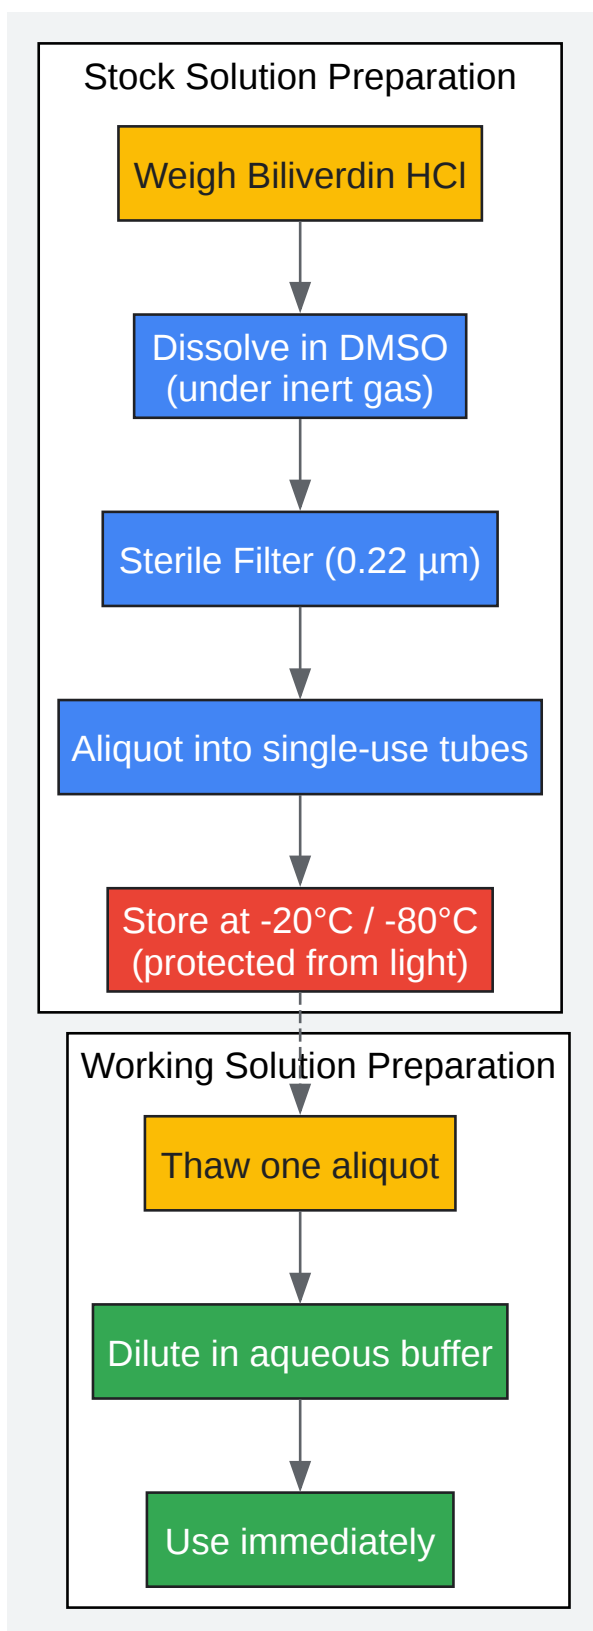 Stock Solution Preparation
Weigh Biliverdin HCl
Dissolve in DMSO
(under inert gas)
Sterile Filter (0.22 µm)
Aliquot into single-use tubes
Store at -20°C / -80°C
(protected from light)
Working Solution Preparation
Thaw one aliquot
Dilute in aqueous buffer
Use immediately